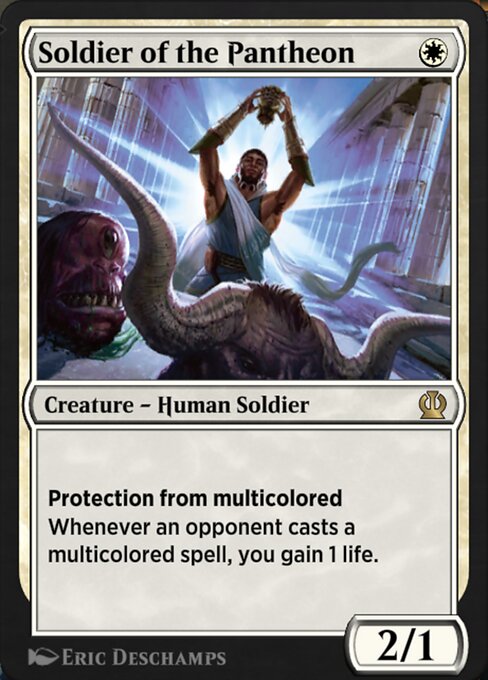 Soldier of the Pantheon
Creature – Human Soldier
Protection from multicolored
Whenever an opponent casts a
multicolored spell, you gain 1 life.
2/1
Eric Deschamps